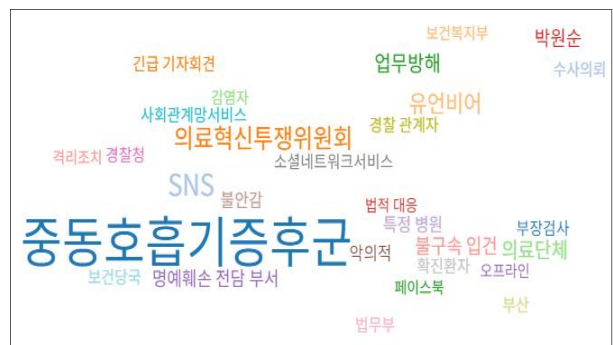 보건복지부
박원순
긴급 기자회견
업무방해
수사의뢰
감염자
유언비어
사회관계망서비스
경찰 관계자
의료혁신투쟁위원회
격리조치
경찰청
소셜네트워크서비스
SNS
불안감
법적 대응
특정 병원
부장검사
중동호흡기증후군
악의적
불구속 입건
의료단체
보건당국
명예훼손 전담 부서
확진환자
오프라인
페이스북
부산
법무부